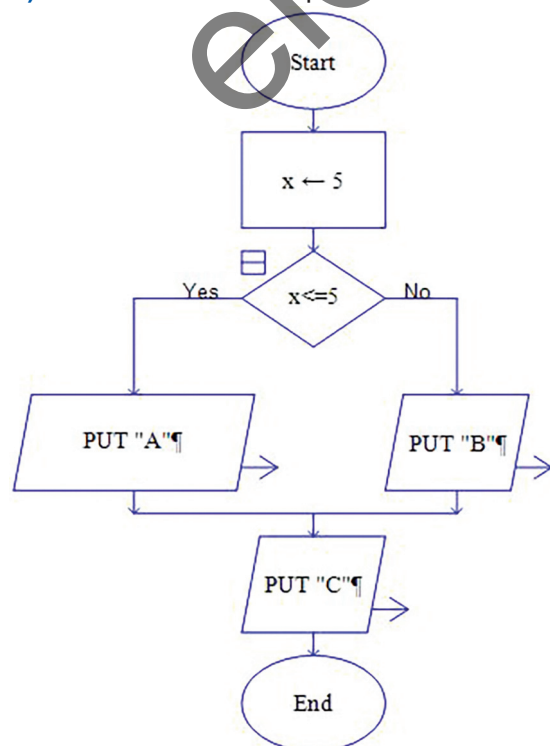 Start
x ← 5
x<=5
Yes
No
PUT "A"¶
PUT "B"¶
PUT "C"¶
End